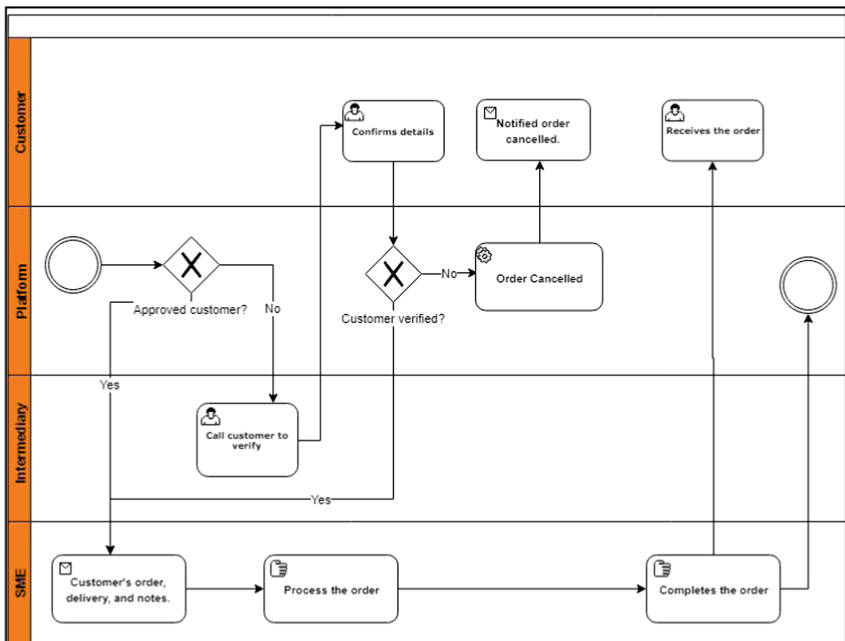 Customer
Confirms details
Notified order
cancelled.
Receives the order
Platform
Approved customer?
No
Customer verified?
No
Order Cancelled
Yes
Intermediary
Call customer to
verify
Yes
SME
Customer's order,
delivery, and notes.
Process the order
Completes the order